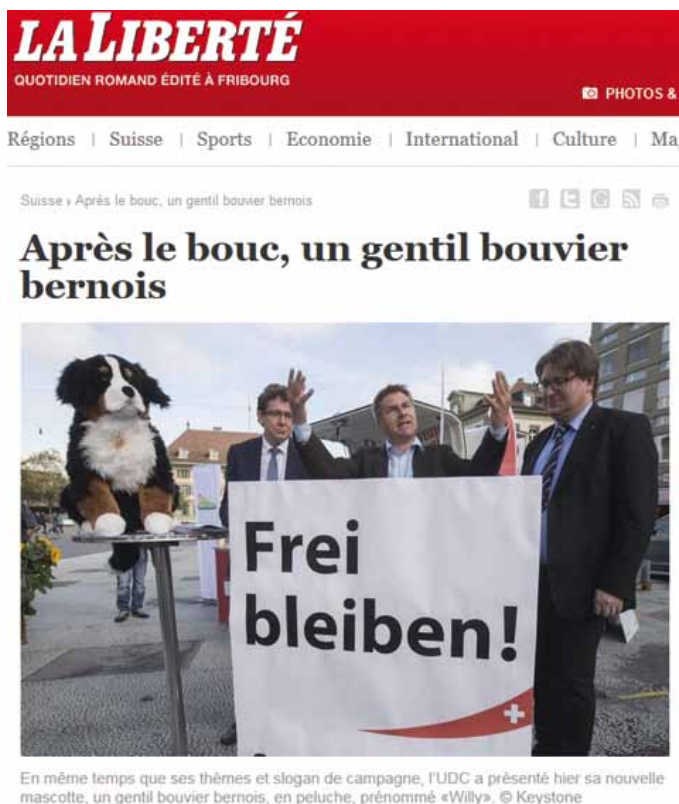 LA LIBERTÉ
QUOTIDIEN ROMAND ÉDITÉ À FRIBOURG
PHOTOS &
Régions | Suisse | Sports | Economie | International | Culture | Ma
Suisse › Après le bouc, un gentil bouvier bernois
Après le bouc, un gentil bouvier
bernois
Frei
bleiben!
En même temps que ses thèmes et slogan de campagne, l'UDC a présenté hier sa nouvelle
mascotte, un gentil bouvier bernois, en peluche, prénommé «Willy». © Keystone